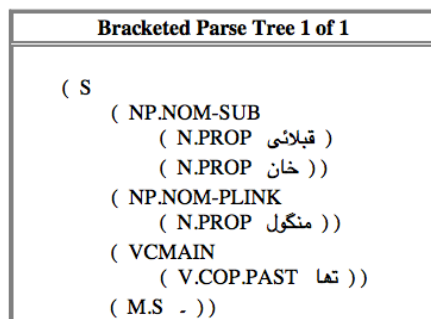 Bracketed Parse Tree 1 of 1
( S
( NP.NOM-SUB
( N.PROP قبلائی )
( N.PROP خان ))
( NP.NOM-PLINK
( N.PROP منگول ))
( VCMAIN
( V.COP.PAST تھا ))
( M.S ۔ ))